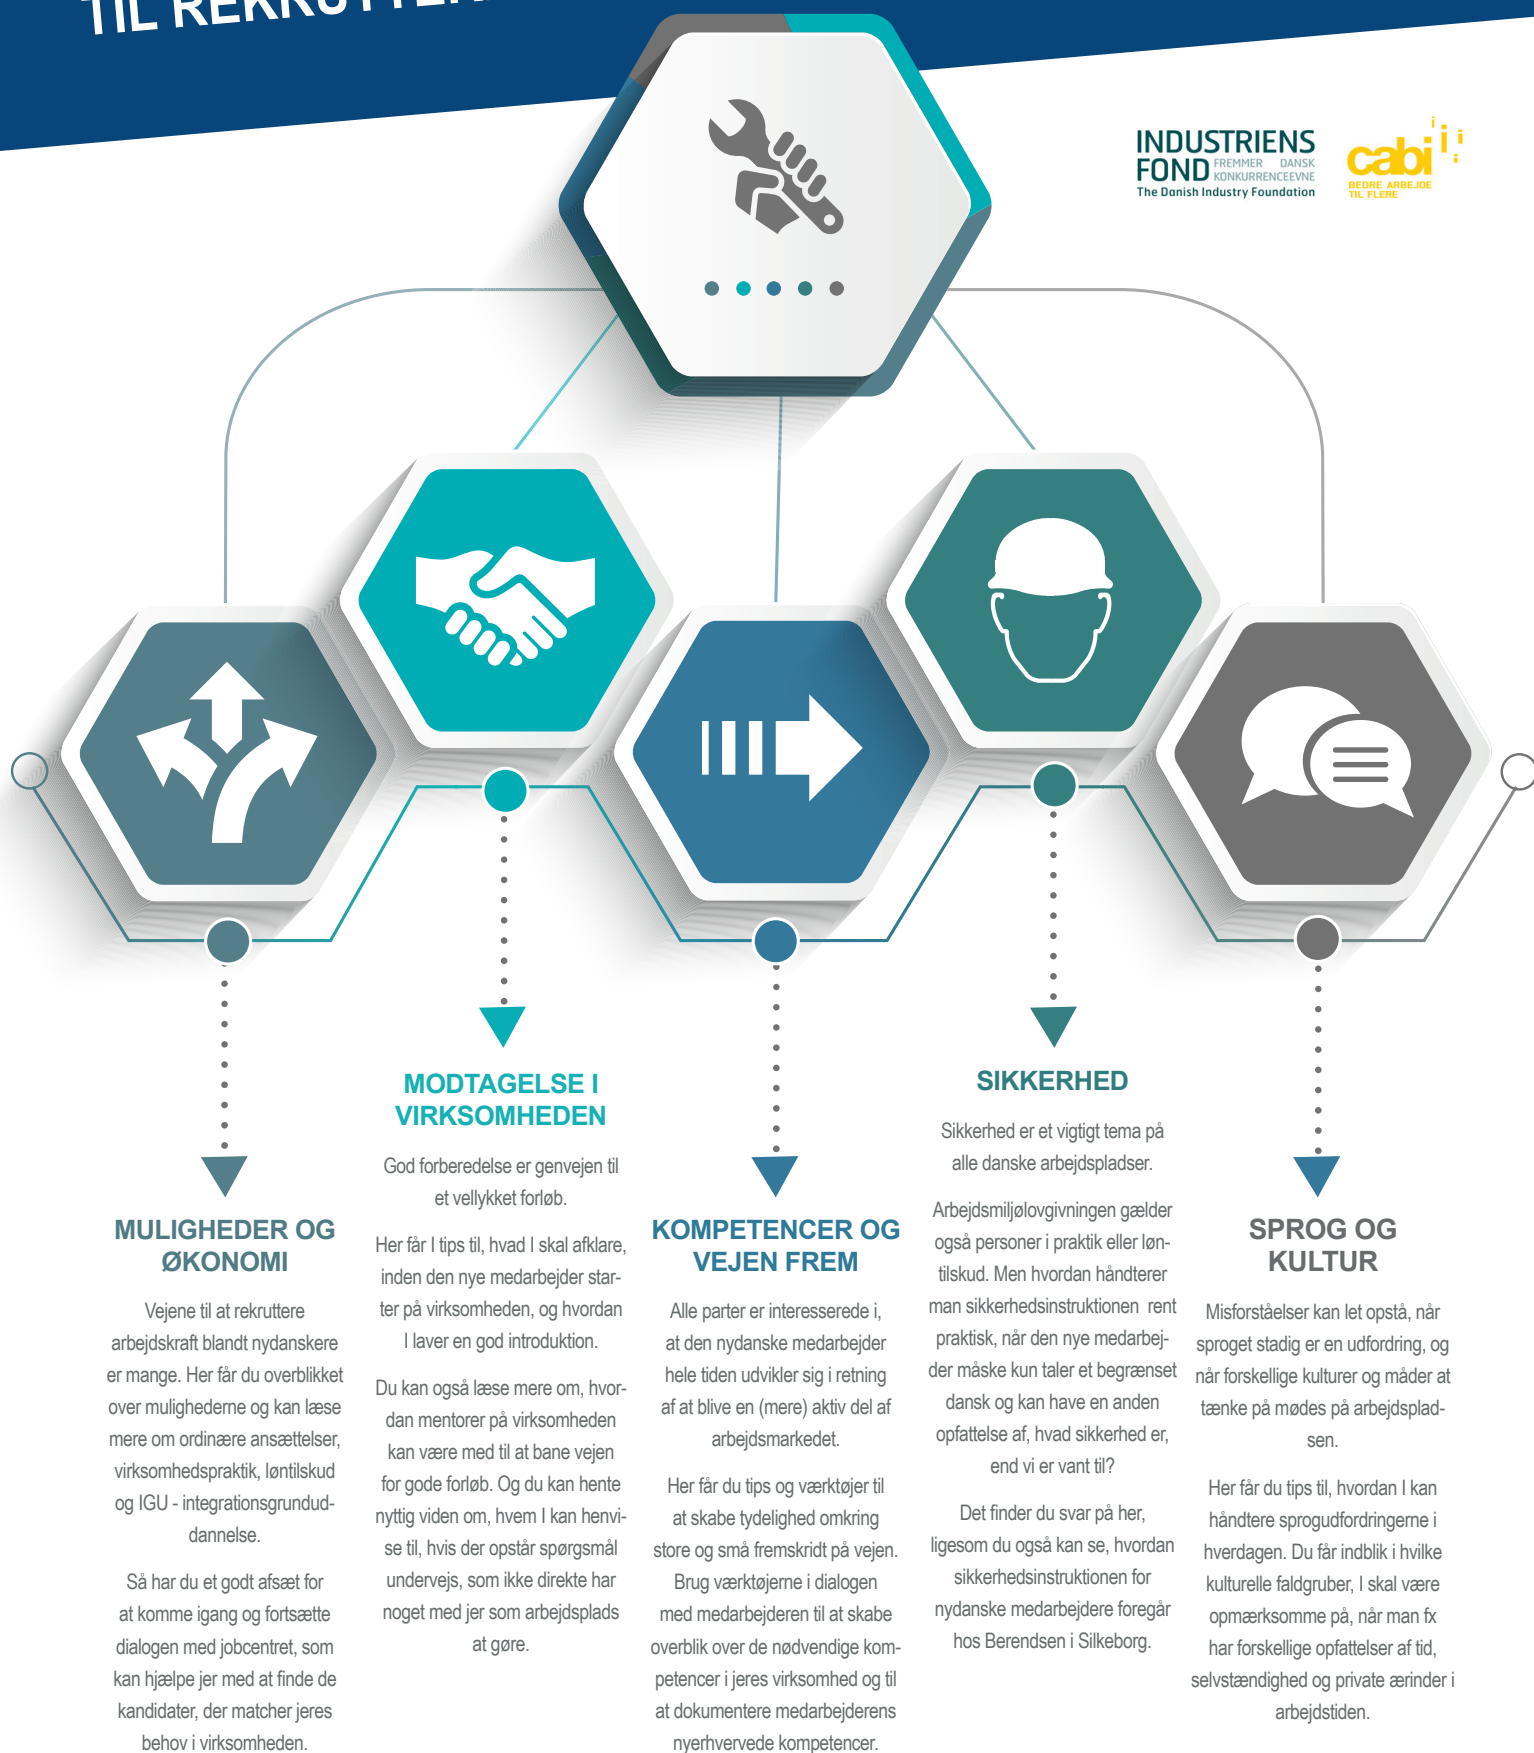 TIL
INDUSTRIENS
FOND FREMMER DANSK
KONKURRENCEEVNE
The Danish Industry Foundation
cabi
BEDRE ARBEJDE
TIL FLERE
MULIGHEDER OG
ØKONOMI
Vejene til at rekruttere
arbejdskraft blandt nydanskere
er mange. Her får du overblikket
over mulighederne og kan læse
mere om ordinære ansættelser,
virksomhedspraktik, løntilskud
og IGU - integrationsgrundud-
dannelse.
Så har du et godt afsæt for
at komme igang og fortsætte
dialogen med jobcentret, som
kan hjælpe jer med at finde de
kandidater, der matcher jeres
behov i virksomheden.
MODTAGELSE I
VIRKSOMHEDEN
God forberedelse er genvejen til
et vellykket forløb.
Her får I tips til, hvad I skal afklare,
inden den nye medarbejder star-
ter på virksomheden, og hvordan
I laver en god introduktion.
Du kan også læse mere om, hvor-
dan mentorer på virksomheden
kan være med til at bane vejen
for gode forløb. Og du kan hente
nyttig viden om, hvem I kan henvi-
se til, hvis der opstår spørgsmål
undervejs, som ikke direkte har
noget med jer som arbejdsplads
at gøre.
KOMPETENCER OG
VEJEN FREM
Alle parter er interesserede i,
at den nydanske medarbejder
hele tiden udvikler sig i retning
af at blive en (mere) aktiv del af
arbejdsmarkedet.
Her får du tips og værktøjer til
at skabe tydelighed omkring
store og små fremskridt på vejen.
Brug værktøjerne i dialogen
med medarbejderen til at skabe
overblik over de nødvendige kom-
petencer i jeres virksomhed og til
at dokumentere medarbejderens
nyerhvervede kompetencer.
SIKKERHED
Sikkerhed er et vigtigt tema på
alle danske arbejdspladser.
Arbejdsmiljølovgivningen gælder
også personer i praktik eller løn-
tilskud. Men hvordan håndterer
man sikkerhedsinstruktionen rent
praktisk, når den nye medarbej-
der måske kun taler et begrænset
dansk og kan have en anden
opfattelse af, hvad sikkerhed er,
end vi er vant til?
Det finder du svar på her,
ligesom du også kan se, hvordan
sikkerhedsinstruktionen for
nydanske medarbejdere foregår
hos Berendsen i Silkeborg.
SPROG OG
KULTUR
Misforståelser kan let opstå, når
sproget stadig er en udfordring, og
når forskellige kulturer og måder at
tænke på mødes på arbejdsplad-
sen.
Her får du tips til, hvordan I kan
håndtere sprogudfordringerne i
hverdagen. Du får indblik i hvilke
kulturelle faldgruber, I skal være
opmærksomme på, når man fx
har forskellige opfattelser af tid,
selvstændighed og private ærinder i
arbejdstiden.